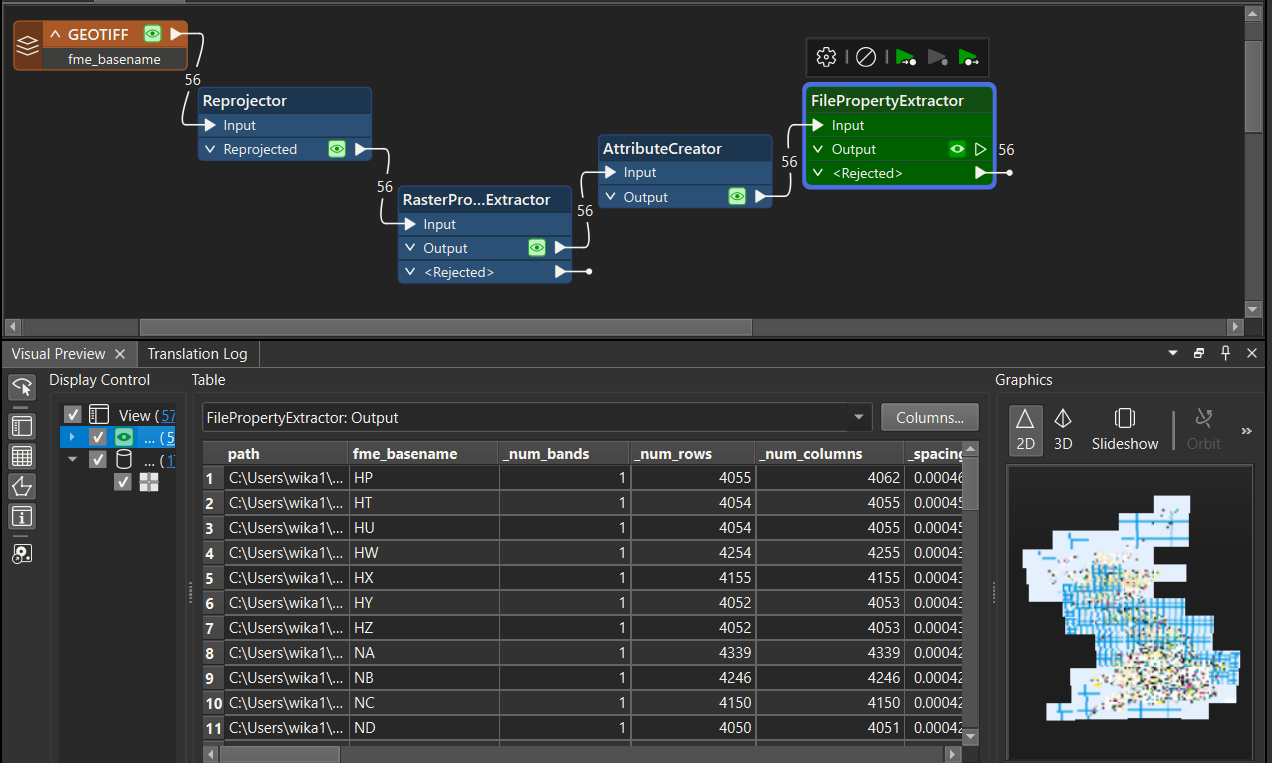 GEOTIFF
fme_basename
56
Reprojector
Input
Reprojected
56
RasterPro...Extractor
Input
Output
<Rejected>
56
AttributeCreator
Input
Output
56
FilePropertyExtractor
Input
Output
56
<Rejected>
Visual Preview
Translation Log
Display Control
View (57
... (5
... (1
Table
FilePropertyExtractor: Output
Columns...
path fme_basename _num_bands _num_rows _num_columns _spacing
1 C:\Users\wika1\... HP 1 4055 4062 0.00046
2 C:\Users\wika1\... HT 1 4054 4055 0.00045
3 C:\Users\wika1\... HU 1 4054 4055 0.00045
4 C:\Users\wika1\... HW 1 4254 4255 0.00043
5 C:\Users\wika1\... HX 1 4155 4155 0.00043
6 C:\Users\wika1\... HY 1 4052 4053 0.00043
7 C:\Users\wika1\... HZ 1 4052 4053 0.00043
8 C:\Users\wika1\... NA 1 4339 4339 0.00042
9 C:\Users\wika1\... NB 1 4246 4246 0.00042
10 C:\Users\wika1\... NC 1 4150 4150 0.00042
11 C:\Users\wika1\... ND 1 4050 4051 0.00042
Graphics
2D 3D Slideshow Orbit